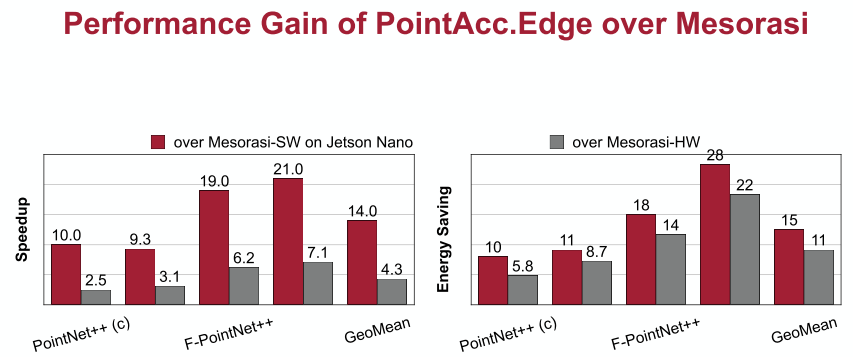 Performance Gain of PointAcc.Edge over Mesorasi
over Mesorasi-SW on Jetson Nano
over Mesorasi-HW
Speedup
10.0
2.5
9.3
3.1
19.0
6.2
21.0
7.1
14.0
4.3
PointNet++ (c)
F-PointNet++
GeoMean
Energy Saving
10
5.8
11
8.7
18
14
28
22
15
11
PointNet++ (c)
F-PointNet++
GeoMean